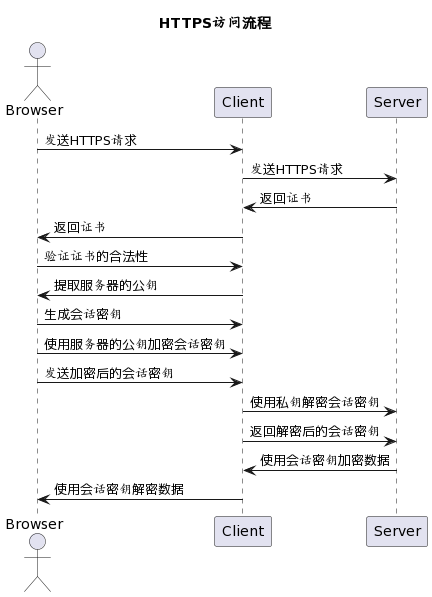 HTTPS访问流程
Browser
Client
Server
发送HTTPS请求
发送HTTPS请求
返回证书
返回证书
验证证书的合法性
提取服务器的公钥
生成会话密钥
使用服务器的公钥加密会话密钥
发送加密后的会话密钥
使用私钥解密会话密钥
返回解密后的会话密钥
使用会话密钥加密数据
使用会话密钥解密数据
Browser
Client
Server